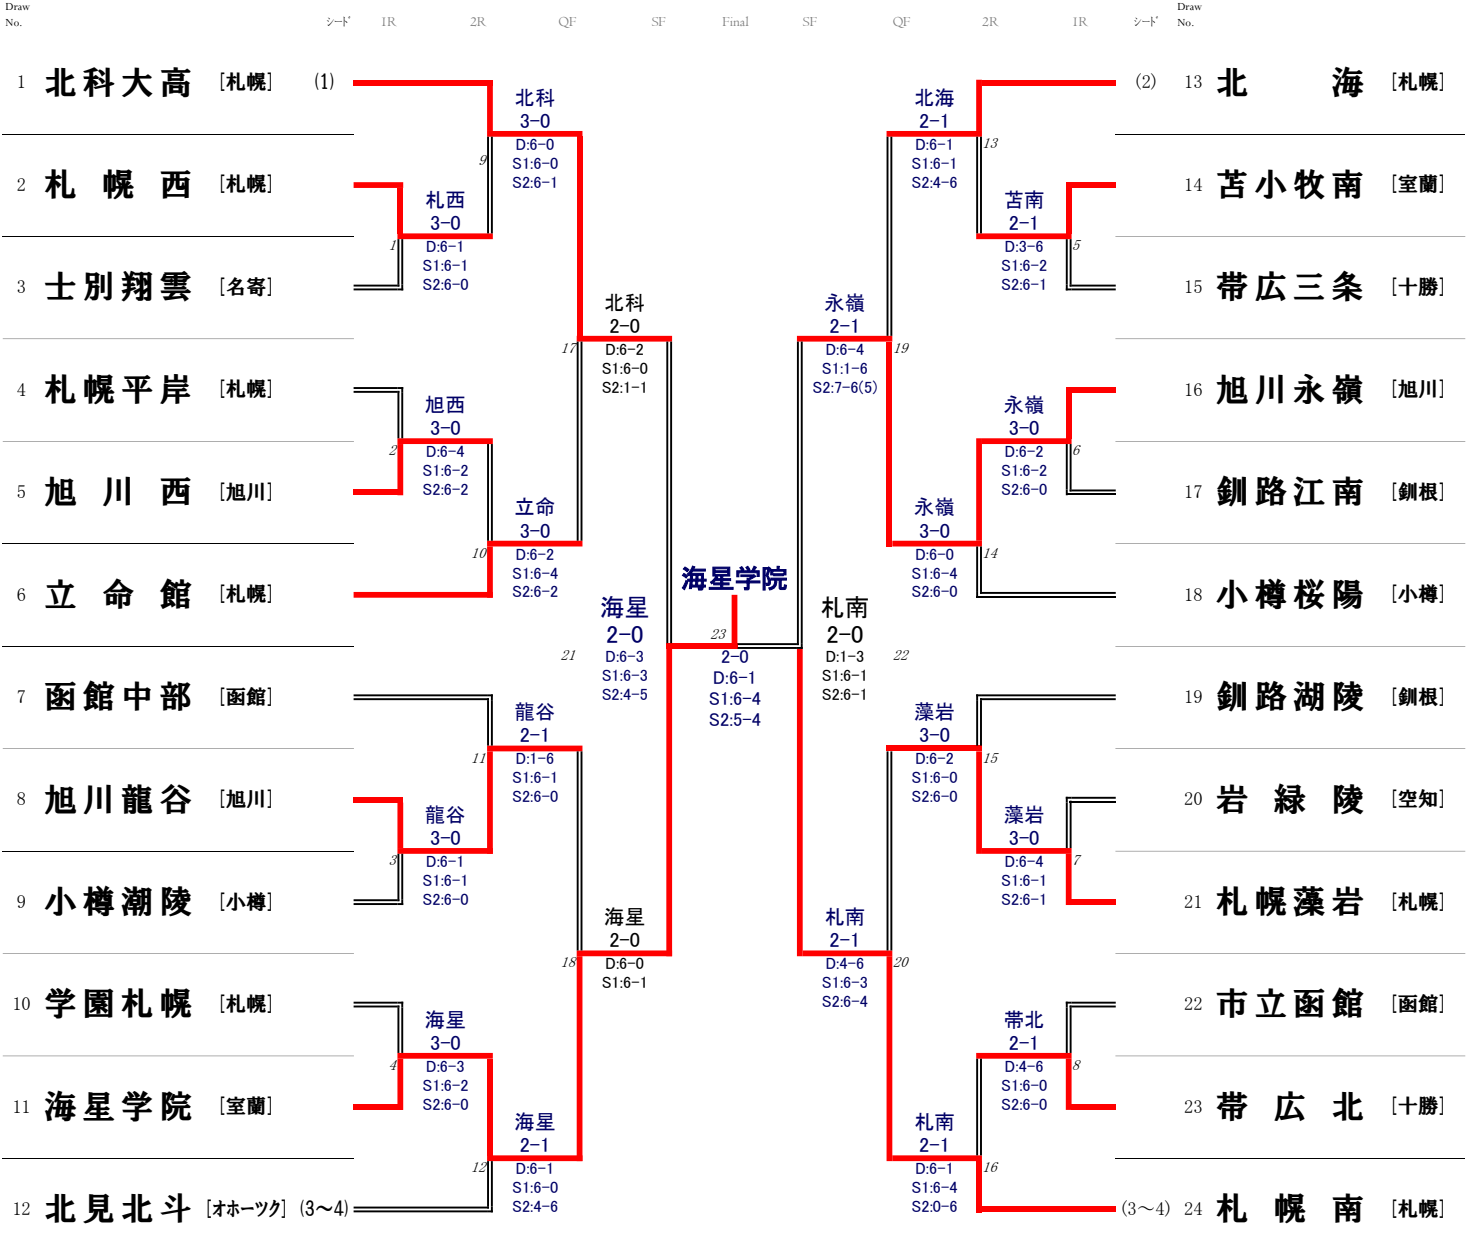 Draw
No.
シード 1R 2R QF SF Final SF QF 2R 1R シード
Draw
No.
1 北科大高 [札幌] (1)
2 札幌西 [札幌]
3 士別翔雲 [名寄]
4 札幌平岸 [札幌]
5 旭川西 [旭川]
6 立命館 [札幌]
7 函館中部 [函館]
8 旭川龍谷 [旭川]
9 小樽潮陵 [小樽]
10 学園札幌 [札幌]
11 海星学院 [室蘭]
12 北見北斗 [オホーツク] (3〜4)
1
札西
3-0
D:6-1
S1:6-1
S2:6-0
2
旭西
3-0
D:6-4
S1:6-2
S2:6-2
3
龍谷
3-0
D:6-1
S1:6-1
S2:6-0
4
海星
3-0
D:6-3
S1:6-2
S2:6-0
9
北科
3-0
D:6-0
S1:6-0
S2:6-1
10
立命
3-0
D:6-2
S1:6-4
S2:6-2
11
龍谷
2-1
D:1-6
S1:6-1
S2:6-0
12
海星
2-1
D:6-1
S1:6-0
S2:4-6
17
北科
2-0
D:6-2
S1:6-0
S2:1-1
18
海星
2-0
D:6-0
S1:6-1
21
海星
2-0
D:6-3
S1:6-3
S2:4-5
海星学院
23
2-0
D:6-1
S1:6-4
S2:5-4
札南
2-0
D:1-3
S1:6-1
S2:6-1
22
永嶺
2-1
D:6-4
S1:1-6
S2:7-6(5)
19
札南
2-1
D:4-6
S1:6-3
S2:6-4
20
北海
2-1
D:6-1
S1:6-1
S2:4-6
13
永嶺
3-0
D:6-0
S1:6-4
S2:6-0
14
藻岩
3-0
D:6-2
S1:6-0
S2:6-0
15
札南
2-1
D:6-1
S1:6-4
S2:0-6
16
苫南
2-1
D:3-6
S1:6-2
S2:6-1
5
永嶺
3-0
D:6-2
S1:6-2
S2:6-0
6
藻岩
3-0
D:6-4
S1:6-1
S2:6-1
7
帯北
2-1
D:4-6
S1:6-0
S2:6-0
8
(2) 13 北海 [札幌]
14 苫小牧南 [室蘭]
15 帯広三条 [十勝]
16 旭川永嶺 [旭川]
17 釧路江南 [釧根]
18 小樽桜陽 [小樽]
19 釧路湖陵 [釧根]
20 岩緑陵 [空知]
21 札幌藻岩 [札幌]
22 市立函館 [函館]
23 帯広北 [十勝]
(3〜4) 24 札幌南 [札幌]